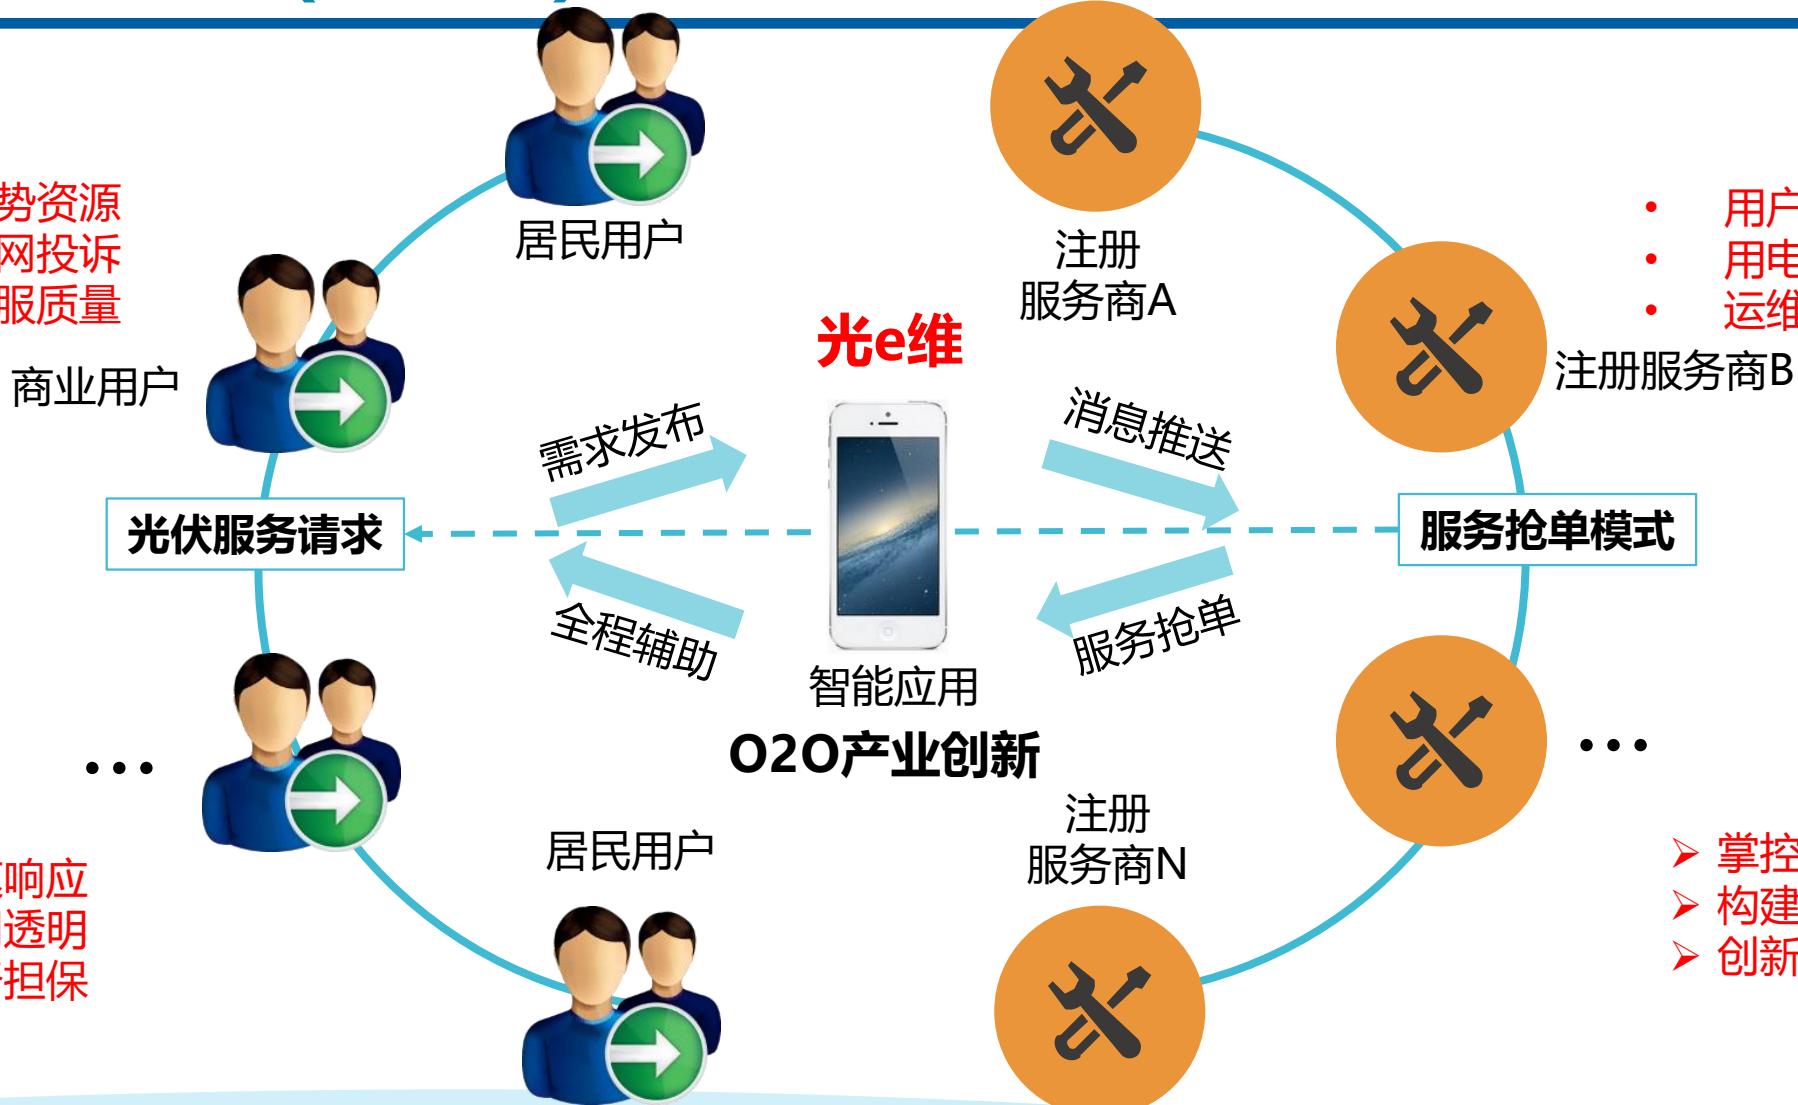 居民用户
势资源
网投诉
服质量
商业用户
注册
服务商A
用户
用电
运维
注册服务商B
光e维
需求发布
消息推送
光伏服务请求
服务抢单模式
全程辅助
服务抢单
智能应用
O2O产业创新
...
...
居民用户
注册
服务商N
响应
透明
担保
掌控
构建
创新